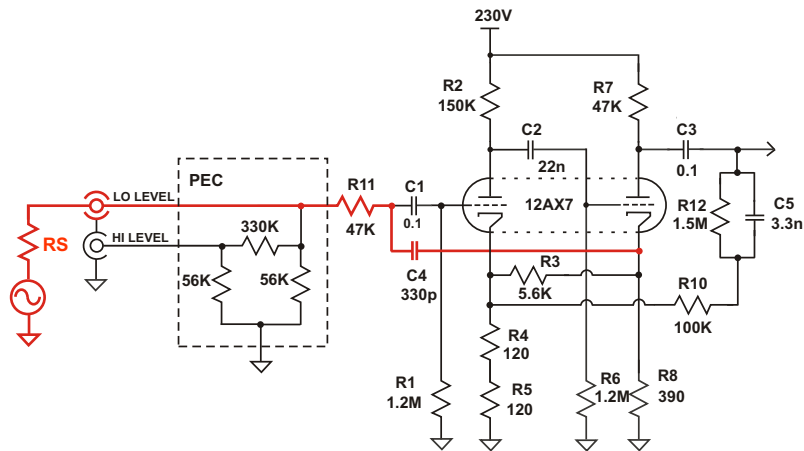 230V
R2
150K
R7
47K
C2
22n
C3
0.1
PEC
LO LEVEL
R11
47K
C1
0.1
12AX7
R12
1.5M
C5
3.3n
RS
HI LEVEL
330K
56K
56K
C4
330p
R3
5.6K
R10
100K
R4
120
R5
120
R1
1.2M
R6
1.2M
R8
390